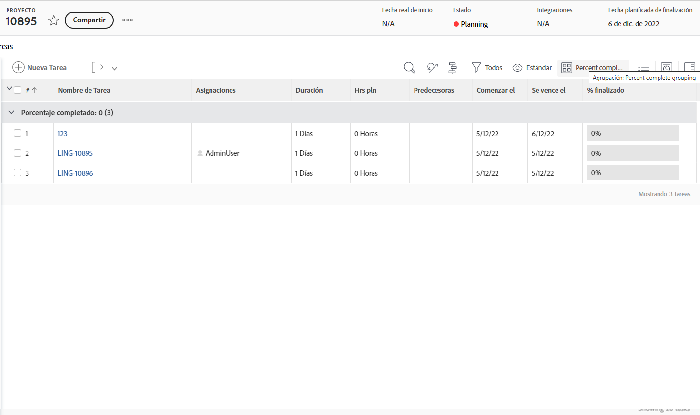 PROYECTO
10895
Compartir
Fecha real de inicio
N/A
Estado
Planning
Integraciones
N/A
Fecha planificada de finalización
6 de dic. de 2022
reas
Nueva Tarea
Todos
Estandar
Percent compl...
Agrupación: Percent complete grouping
#
Nombre de Tarea
Asignaciones
Duración
Hrs pln
Predecesoras
Comenzar el
Se vence el
% finalizado
Porcentaje completado: 0 (3)
1 123 1 Días 0 Horas 5/12/22 6/12/22 0%
2 LING 10895 AdminUser 1 Días 0 Horas 5/12/22 5/12/22 0%
3 LING 10896 1 Días 0 Horas 5/12/22 5/12/22 0%
Mostrando 3 tareas